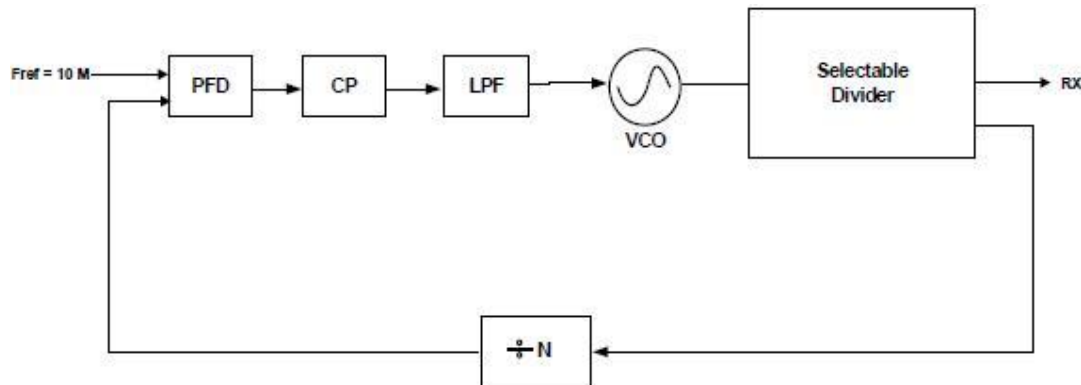 Fref = 10 M
PFD
CP
LPF
VCO
Selectable
Divider
RX
÷ N